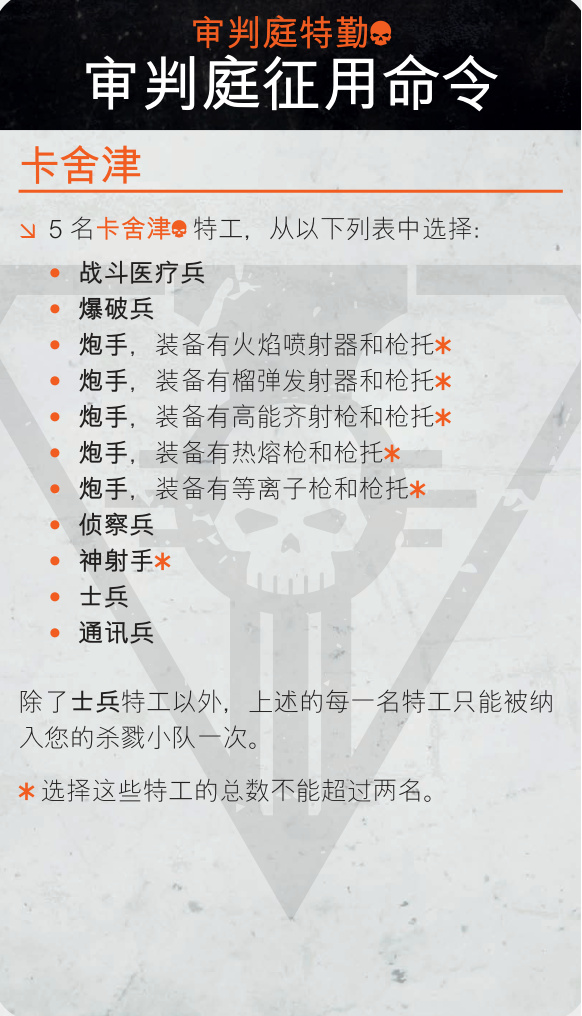 审判庭特勤
审判庭征用命令
卡舍津
5 名卡舍津 特工，从以下列表中选择:
战斗医疗兵
爆破兵
炮手，装备有火焰喷射器和枪托*
炮手，装备有榴弹发射器和枪托*
炮手，装备有高能齐射枪和枪托*
炮手，装备有热熔枪和枪托*
炮手，装备有等离子枪和枪托*
侦察兵
神射手*
士兵
通讯兵
除了士兵特工以外，上述的每一名特工只能被纳
入您的杀戮小队一次。
* 选择这些特工的总数不能超过两名。